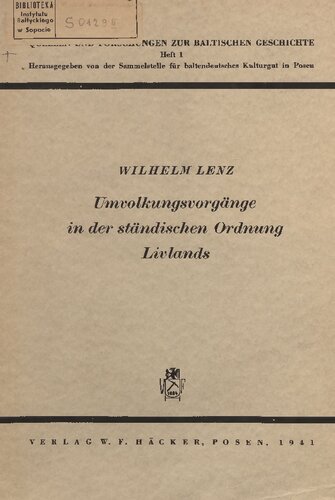 BIBLIOTEKA
Instytutu
Bałtyckiego
w Sopocie
QUELLEN UND FORSCHUNGEN ZUR BALTISCHEN GESCHICHTE
Heft 1
Herausgegeben von der Sammelstelle für baltendeutsches Kulturgut in Posen
WILHELM LENZ
Umvolkungsvorgänge
in der ständischen Ordnung
Livlands
VERLAG W. F. HÄCKER, POSEN, 1941